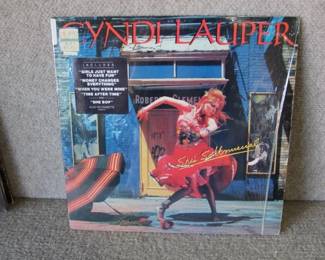 CYNDI LAUPER
INCLUDES
"GIRLS JUST WANT
TO HAVE FUN"
"MONEY CHANGES
EVERYTHING"
"WHEN YOU WERE MINE"
"TIME AFTER TIME"
"SHE BOP"
She's So Unusual